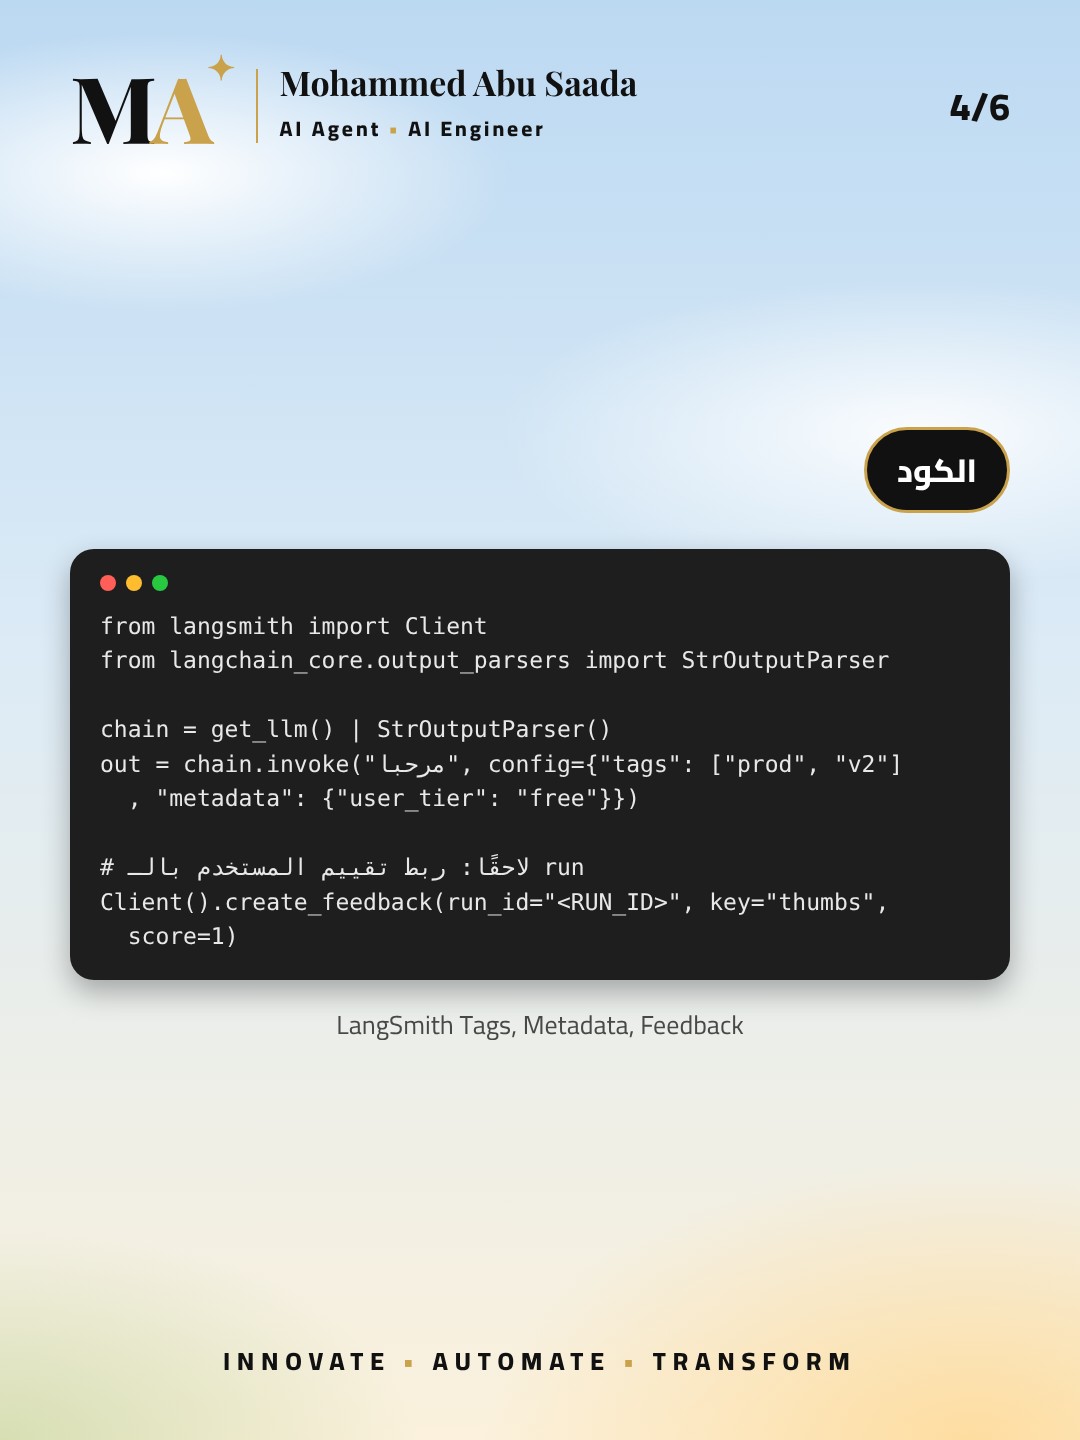 MA
Mohammed Abu Saada
AI Agent ▪ AI Engineer
4/6
الكود
from langsmith import Client
from langchain_core.output_parsers import StrOutputParser

chain = get_llm() | StrOutputParser()
out = chain.invoke("مرحبا", config={"tags": ["prod", "v2"]
  , "metadata": {"user_tier": "free"}})

# لاحقًا: ربط تقييم المستخدم بالـ run
Client().create_feedback(run_id="<RUN_ID>", key="thumbs",
  score=1)
LangSmith Tags, Metadata, Feedback
INNOVATE ▪ AUTOMATE ▪ TRANSFORM